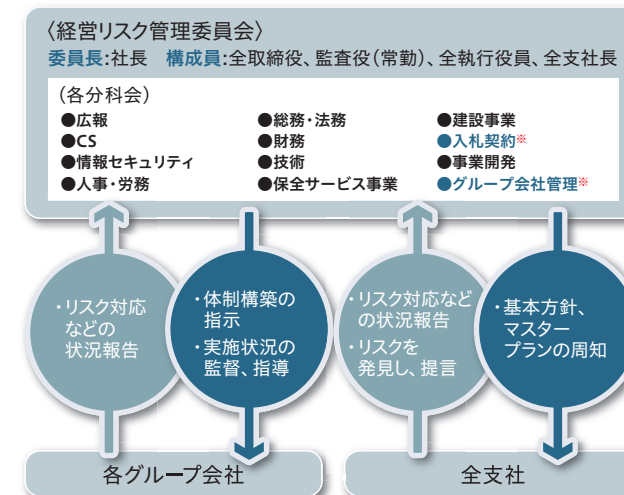 〈経営リスク管理委員会〉
委員長:社長　構成員:全取締役、監査役(常勤)、全執行役員、全支社長
(各分科会)
●広報
●CS
●情報セキュリティ
●人事・労務
●総務・法務
●財務
●技術
●保全サービス事業
●建設事業
●入札契約※
●事業開発
●グループ会社管理※
・リスク対応
などの
状況報告
・体制構築の
指示
・実施状況の
監督、指導
・リスク対応など
の状況報告
・リスクを
発見し、提言
・基本方針、
マスター
プランの周知
各グループ会社
全支社